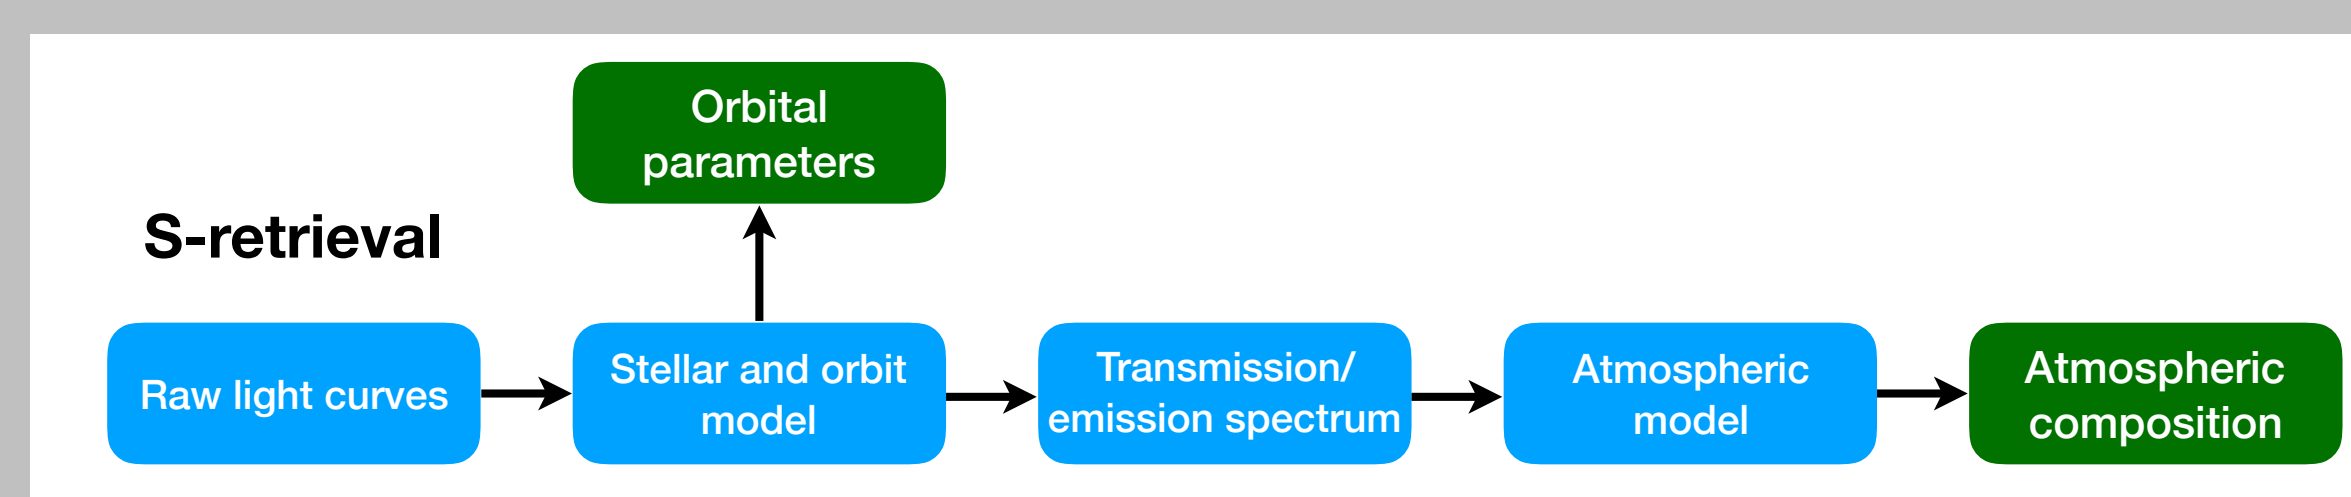 Orbital
parameters
S-retrieval
Raw light curves
Stellar and orbit
model
Transmission/
emission spectrum
Atmospheric
model
Atmospheric
composition